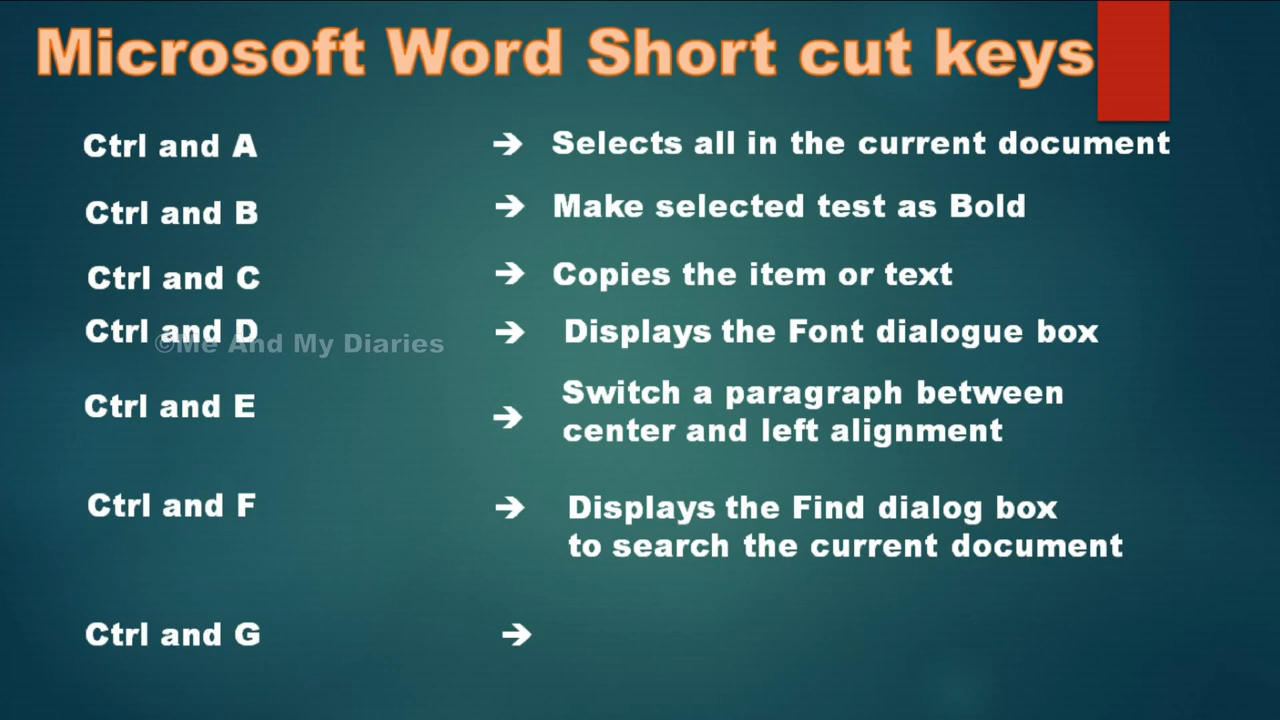 Microsoft Word Short cut keys
Ctrl and A → Selects all in the current document
Ctrl and B → Make selected test as Bold
Ctrl and C → Copies the item or text
Ctrl and D → Displays the Font dialogue box
©Me And My Diaries
Ctrl and E → Switch a paragraph between
center and left alignment
Ctrl and F → Displays the Find dialog box
to search the current document
Ctrl and G →